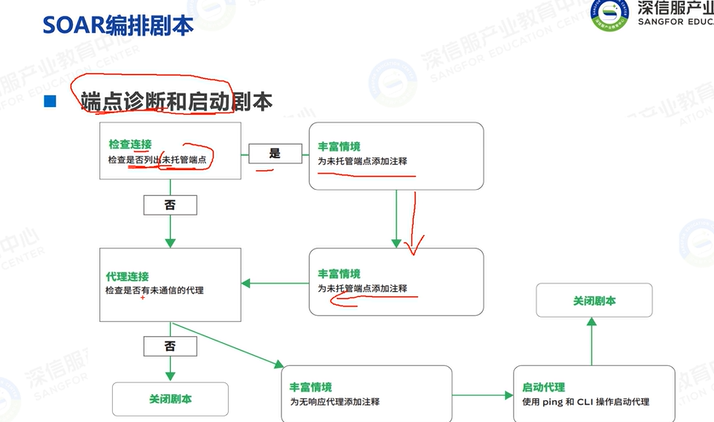 SOAR编排剧本
深信服产业
SANGFOR EDUC
端点诊断和启动剧本
检查连接
检查是否列出未托管端点
是
丰富情境
为未托管端点添加注释
否
代理连接
检查是否有未通信的代理
丰富情境
为未托管端点添加注释
关闭剧本
否
关闭剧本
丰富情境
为无响应代理添加注释
启动代理
使用 ping 和 CLI 操作启动代理
深信服产业教育中心
SANGFOR EDUCATION CENTER